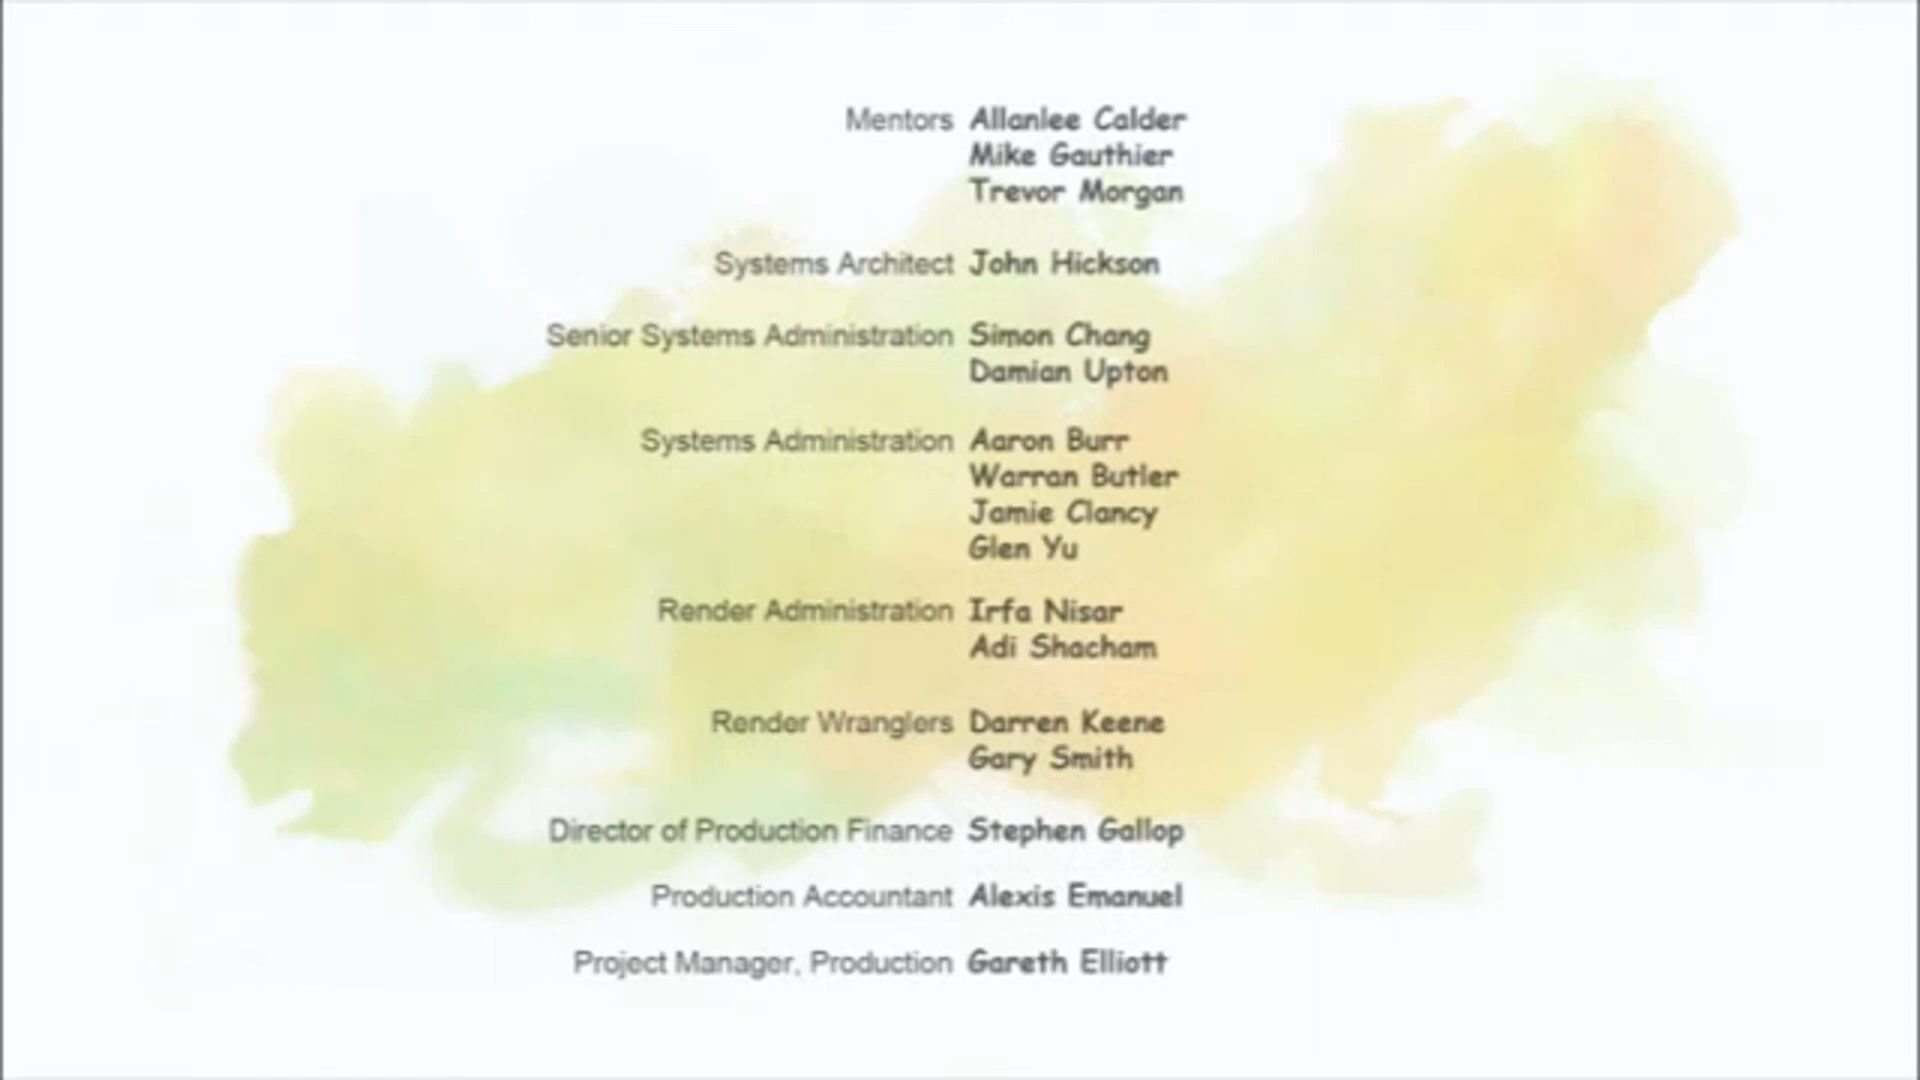 Mentors Allanlee Calder
Mike Gauthier
Trevor Morgan
Systems Architect John Hickson
Senior Systems Administration Simon Chang
Damian Upton
Systems Administration Aaron Burr
Warran Butler
Jamie Clancy
Glen Yu
Render Administration Irfa Nisar
Adi Shacham
Render Wranglers Darren Keene
Gary Smith
Director of Production Finance Stephen Gallop
Production Accountant Alexis Emanuel
Project Manager, Production Gareth Elliott